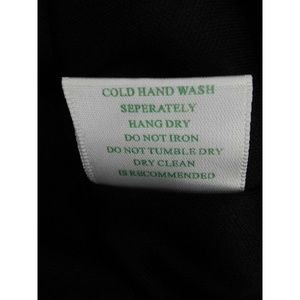 COLD HAND WASH
SEPERATELY
HANG DRY
DO NOT IRON
DO NOT TUMBLE DRY
DRY CLEAN
IS RECOMMENDED